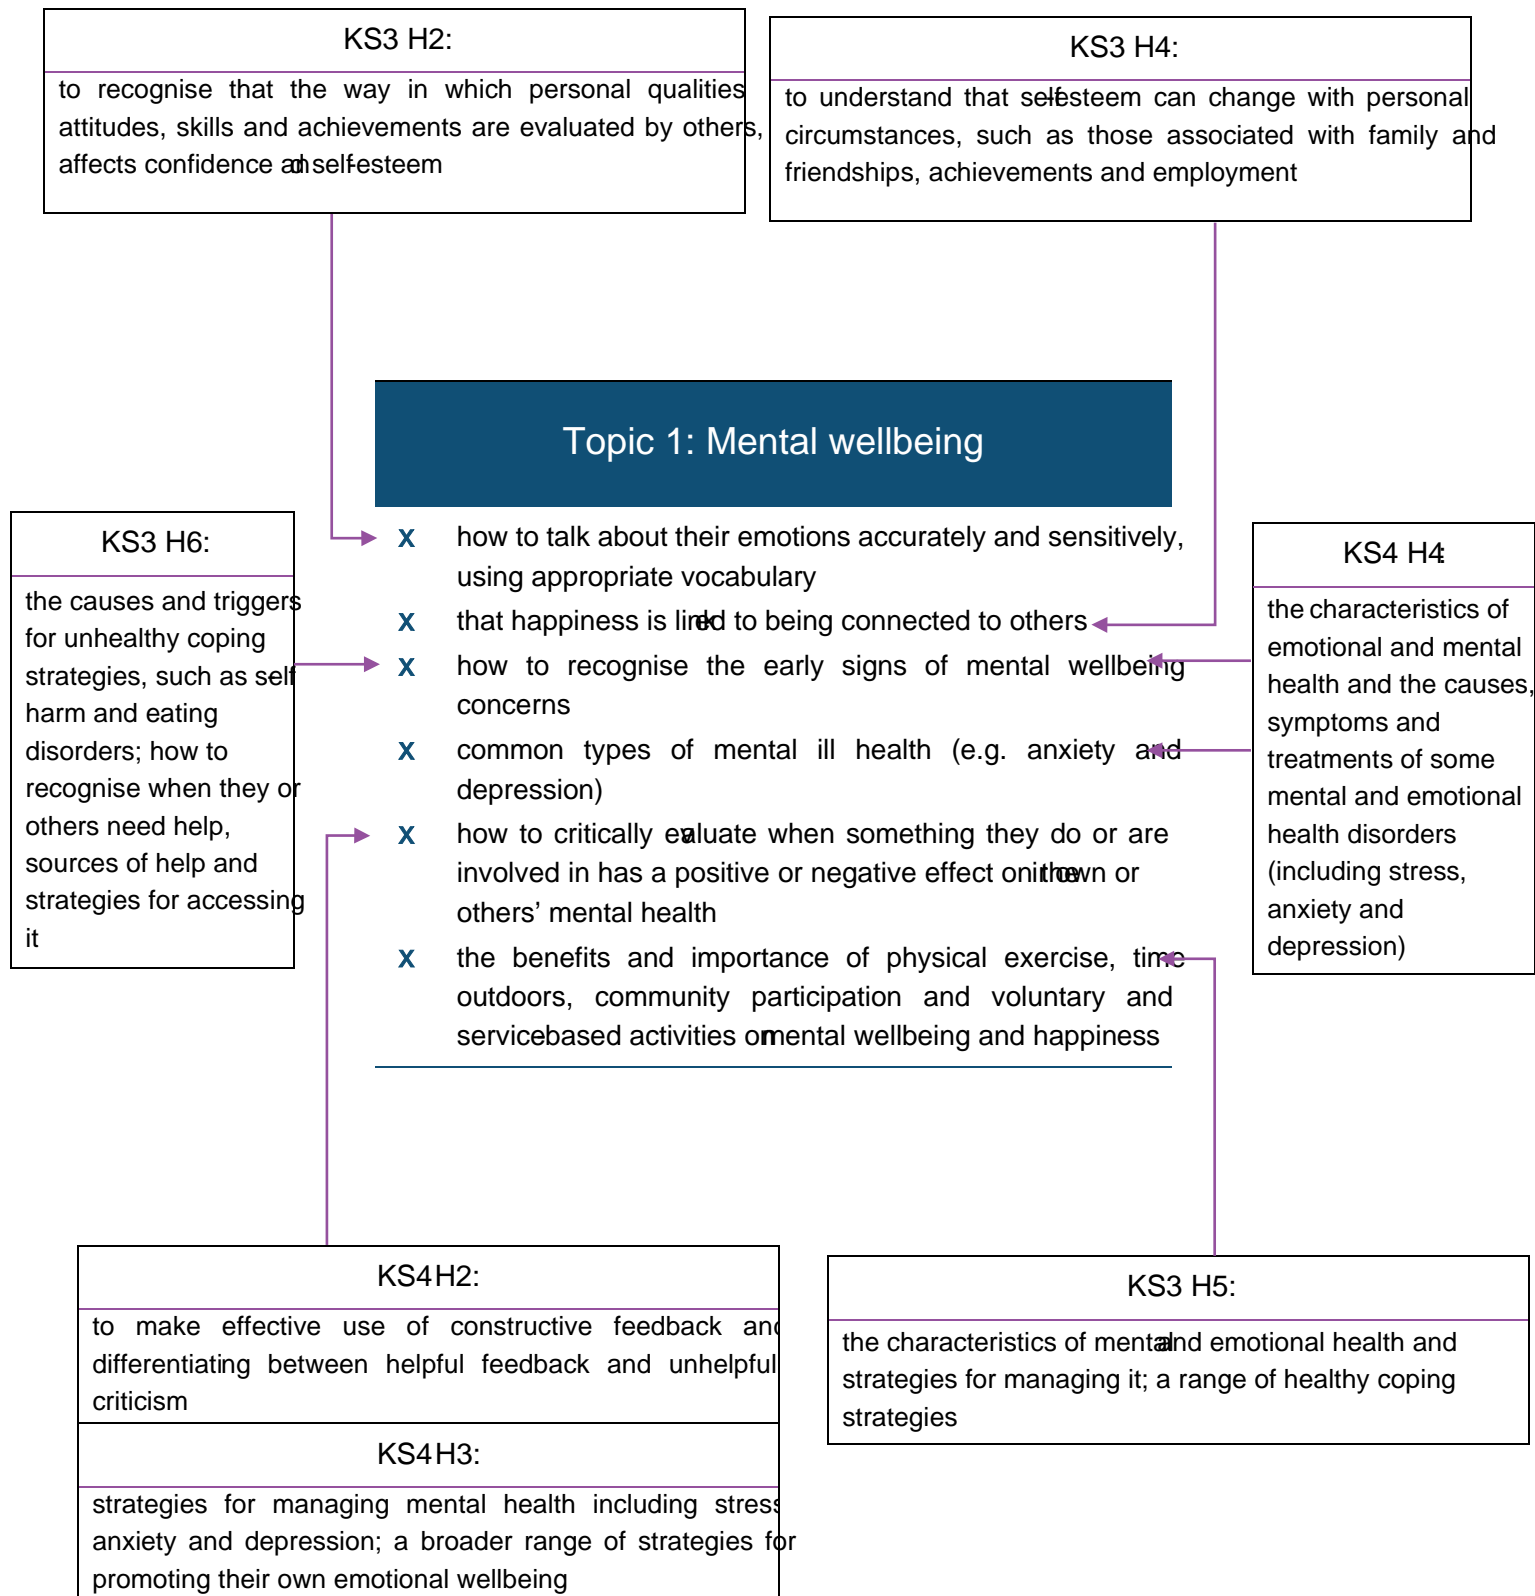 KS3 H2:
to recognise that the way in which personal qualities
attitudes, skills and achievements are evaluated by others,
affects confidence and self-esteem
KS3 H4:
to understand that self-esteem can change with personal
circumstances, such as those associated with family and
friendships, achievements and employment
Topic 1: Mental wellbeing
x how to talk about their emotions accurately and sensitively,
using appropriate vocabulary
x that happiness is linked to being connected to others
x how to recognise the early signs of mental wellbeing
concerns
x common types of mental ill health (e.g. anxiety and
depression)
x how to critically evaluate when something they do or are
involved in has a positive or negative effect on their own or
others’ mental health
x the benefits and importance of physical exercise, time
outdoors, community participation and voluntary and
servicebased activities on mental wellbeing and happiness
KS3 H6:
the causes and triggers
for unhealthy coping
strategies, such as self-
harm and eating
disorders; how to
recognise when they or
others need help,
sources of help and
strategies for accessing
it
KS4 H4:
the characteristics of
emotional and mental
health and the causes,
symptoms and
treatments of some
mental and emotional
health disorders
(including stress,
anxiety and
depression)
KS4 H2:
to make effective use of constructive feedback and
differentiating between helpful feedback and unhelpful
criticism
KS4 H3:
strategies for managing mental health including stress
anxiety and depression; a broader range of strategies for
promoting their own emotional wellbeing
KS3 H5:
the characteristics of mental and emotional health and
strategies for managing it; a range of healthy coping
strategies